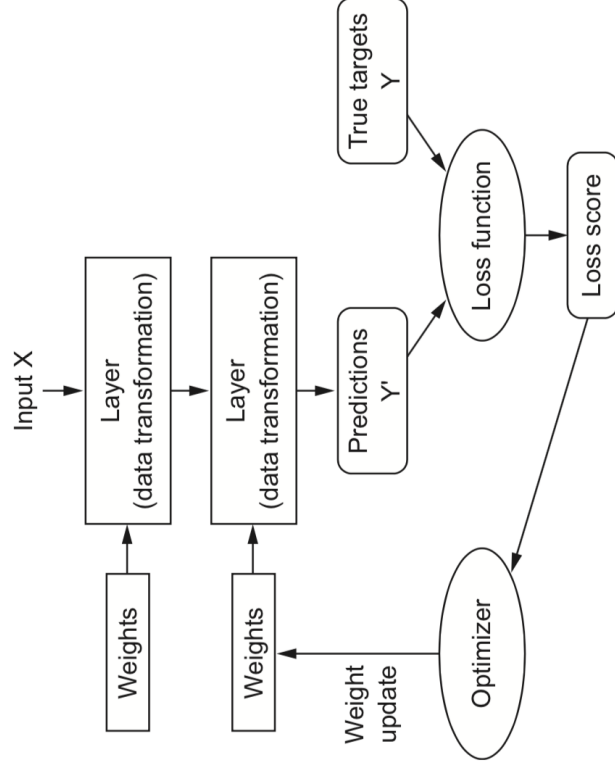 Input X
Weights
Layer
(data transformation)
Weights
Layer
(data transformation)
Weight
update
Predictions
Y'
True targets
Y
Optimizer
Loss function
Loss score